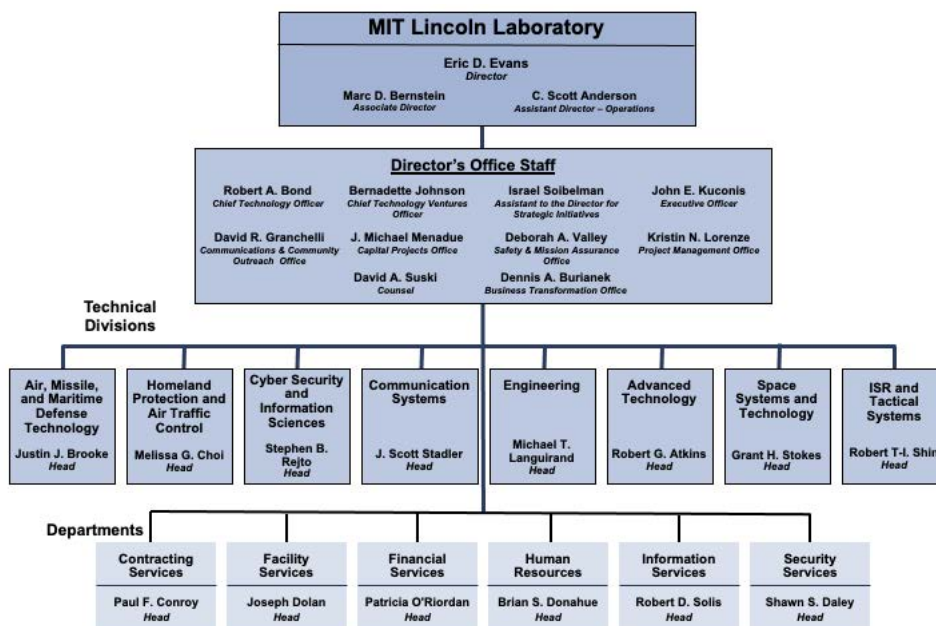 MIT Lincoln Laboratory
Eric D. Evans
Director
Marc D. Bernstein
Associate Director
C. Scott Anderson
Assistant Director – Operations
Director's Office Staff
Robert A. Bond
Chief Technology Officer
Bernadette Johnson
Chief Technology Ventures
Officer
Israel Soibelman
Assistant to the Director for
Strategic Initiatives
John E. Kuconis
Executive Officer
David R. Granchelli
Communications & Community
Outreach Office
J. Michael Menadue
Capital Projects Office
Deborah A. Valley
Safety & Mission Assurance
Office
Kristin N. Lorenze
Project Management Office
David A. Suski
Counsel
Dennis A. Burianek
Business Transformation Office
Technical
Divisions
Air, Missile,
and Maritime
Defense
Technology
Justin J. Brooke
Head
Homeland
Protection and
Air Traffic
Control
Melissa G. Choi
Head
Cyber Security
and
Information
Sciences
Stephen B.
Rejto
Head
Communication
Systems
J. Scott Stadler
Head
Engineering
Michael T.
Languirand
Head
Advanced
Technology
Robert G. Atkins
Head
Space
Systems and
Technology
Grant H. Stokes
Head
ISR and
Tactical
Systems
Robert T-I. Shin
Head
Departments
Contracting
Services
Paul F. Conroy
Head
Facility
Services
Joseph Dolan
Head
Financial
Services
Patricia O'Riordan
Head
Human
Resources
Brian S. Donahue
Head
Information
Services
Robert D. Solis
Head
Security
Services
Shawn S. Daley
Head